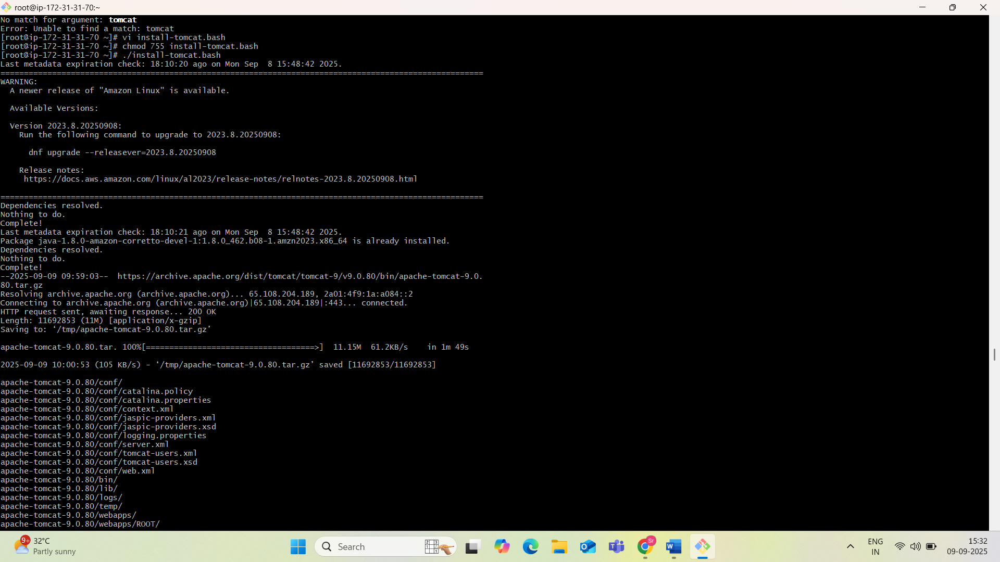 root@ip-172-31-31-70:~
No match for argument: tomcat
Error: Unable to find a match: tomcat
[root@ip-172-31-31-70 ~]# vi install-tomcat.bash
[root@ip-172-31-31-70 ~]# chmod 755 install-tomcat.bash
[root@ip-172-31-31-70 ~]# ./install-tomcat.bash
Last metadata expiration check: 18:10:20 ago on Mon Sep  8 15:48:42 2025.
=======================================================================================================
WARNING:
  A newer release of "Amazon Linux" is available.
  Available Versions:
  Version 2023.8.20250908:
    Run the following command to upgrade to 2023.8.20250908:
      dnf upgrade --releasever=2023.8.20250908
    Release notes:
     https://docs.aws.amazon.com/linux/al2023/release-notes/relnotes-2023.8.20250908.html
=======================================================================================================
Dependencies resolved.
Nothing to do.
Complete!
Last metadata expiration check: 18:10:21 ago on Mon Sep  8 15:48:42 2025.
Package java-1.8.0-amazon-corretto-devel-1:1.8.0_462.b08-1.amzn2023.x86_64 is already installed.
Dependencies resolved.
Nothing to do.
Complete!
--2025-09-09 09:59:03--  https://archive.apache.org/dist/tomcat/tomcat-9/v9.0.80/bin/apache-tomcat-9.0.
80.tar.gz
Resolving archive.apache.org (archive.apache.org)... 65.108.204.189, 2a01:4f9:1a:a084::2
Connecting to archive.apache.org (archive.apache.org)|65.108.204.189|:443... connected.
HTTP request sent, awaiting response... 200 OK
Length: 11692853 (11M) [application/x-gzip]
Saving to: ‘/tmp/apache-tomcat-9.0.80.tar.gz’
apache-tomcat-9.0.80.tar. 100%[====================================>]  11.15M  61.2KB/s    in 1m 49s
2025-09-09 10:00:53 (105 KB/s) - ‘/tmp/apache-tomcat-9.0.80.tar.gz’ saved [11692853/11692853]
apache-tomcat-9.0.80/conf/
apache-tomcat-9.0.80/conf/catalina.policy
apache-tomcat-9.0.80/conf/catalina.properties
apache-tomcat-9.0.80/conf/context.xml
apache-tomcat-9.0.80/conf/jaspic-providers.xml
apache-tomcat-9.0.80/conf/jaspic-providers.xsd
apache-tomcat-9.0.80/conf/logging.properties
apache-tomcat-9.0.80/conf/server.xml
apache-tomcat-9.0.80/conf/tomcat-users.xml
apache-tomcat-9.0.80/conf/tomcat-users.xsd
apache-tomcat-9.0.80/conf/web.xml
apache-tomcat-9.0.80/bin/
apache-tomcat-9.0.80/lib/
apache-tomcat-9.0.80/logs/
apache-tomcat-9.0.80/temp/
apache-tomcat-9.0.80/webapps/
apache-tomcat-9.0.80/webapps/ROOT/
9+ 32°C
Partly sunny
Search
Sr
ENG
IN
15:32
09-09-2025